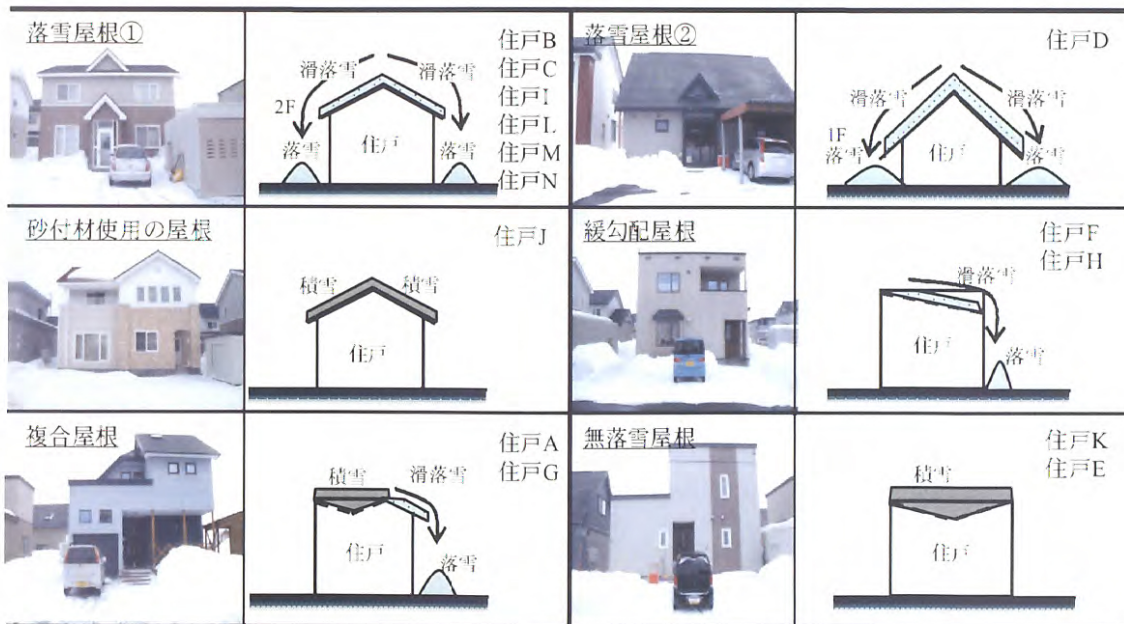 落雪屋根①
滑落雪
滑落雪
2F
住戸
落雪
落雪
住戸B
住戸C
住戸I
住戸L
住戸M
住戸N
落雪屋根②
滑落雪
滑落雪
1F
落雪
住戸
落雪
住戸D
砂付材使用の屋根
積雪
積雪
住戸
住戸J
緩勾配屋根
滑落雪
住戸
落雪
住戸F
住戸H
複合屋根
積雪
滑落雪
住戸
落雪
住戸A
住戸G
無落雪屋根
積雪
住戸
住戸K
住戸E